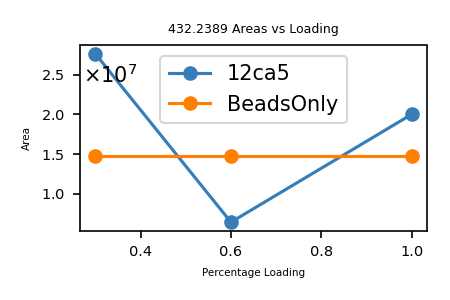 432.2389 Areas vs Loading
×10⁷
12ca5
BeadsOnly
2.5
2.0
1.5
1.0
Area
0.4 0.6 0.8 1.0
Percentage Loading